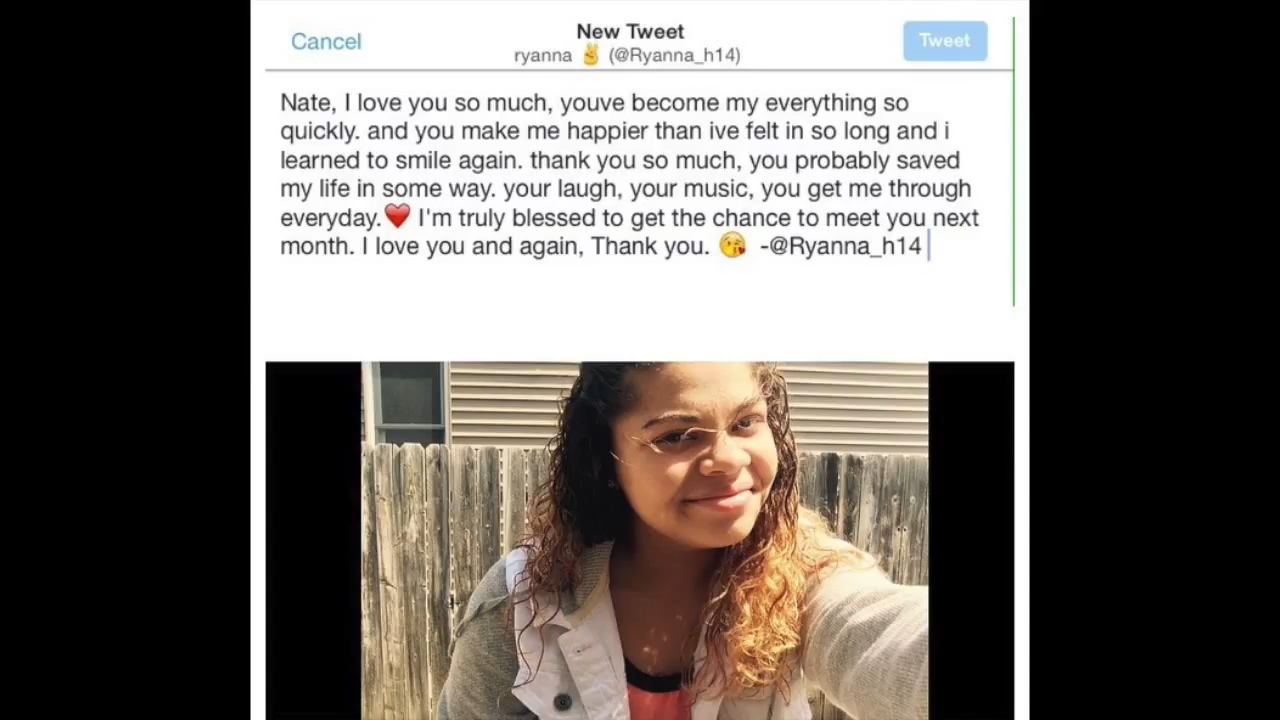 Cancel
New Tweet
Tweet
ryanna ✌ (@Ryanna_h14)
Nate, I love you so much, youve become my everything so
quickly. and you make me happier than ive felt in so long and i
learned to smile again. thank you so much, you probably saved
my life in some way. your laugh, your music, you get me through
everyday.❤ I'm truly blessed to get the chance to meet you next
month. I love you and again, Thank you. 😘 -@Ryanna_h14